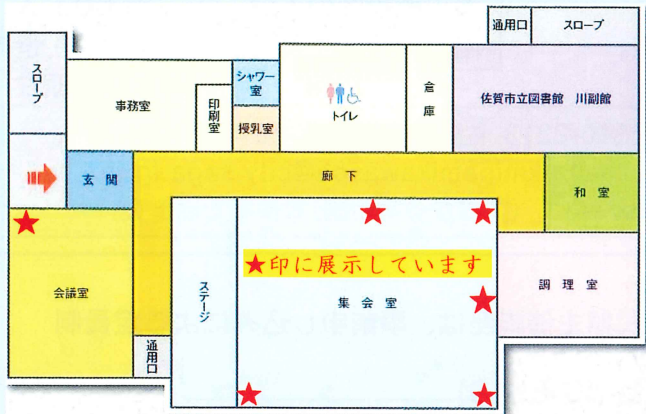 通用口
スロープ
スロープ
事務室
印刷室
シャワー室
授乳室
トイレ
倉庫
佐賀市立図書館 川副館
玄関
廊下
和室
会議室
通用口
ステージ
★印に展示しています
集会室
調理室